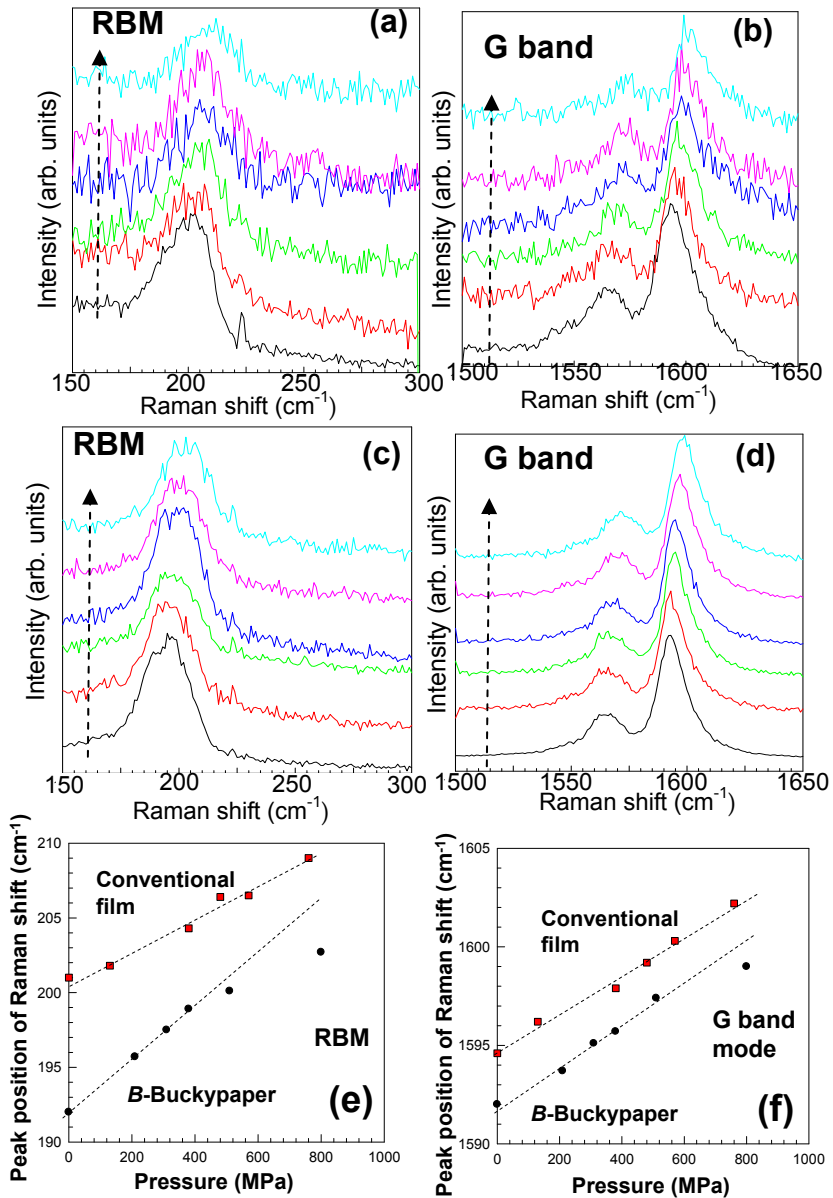 RBM
(a)
Intensity (arb. units)
150 200 250 300
Raman shift (cm-1)
G band
(b)
Intensity (arb. units)
1500 1550 1600 1650
Raman shift (cm-1)
RBM
(c)
Intensity (arb. units)
150 200 250 300
Raman shift (cm-1)
G band
(d)
Intensity (arb. units)
1500 1550 1600 1650
Raman shift (cm-1)
Peak position of Raman shift (cm-1)
210
205
200
195
190
Conventional
film
RBM
B-Buckypaper
(e)
0 200 400 600 800 1000
Pressure (MPa)
Peak position of Raman shift (cm-1)
1605
1600
1595
1590
Conventional
film
G band
mode
B-Buckypaper
(f)
0 200 400 600 800 1000
Pressure (MPa)